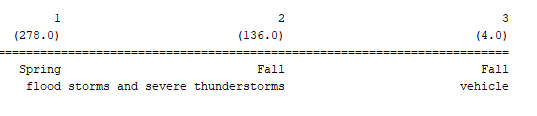 1 2 3
(278.0) (136.0) (4.0)
================================================================================
Spring Fall Fall
flood storms and severe thunderstorms vehicle